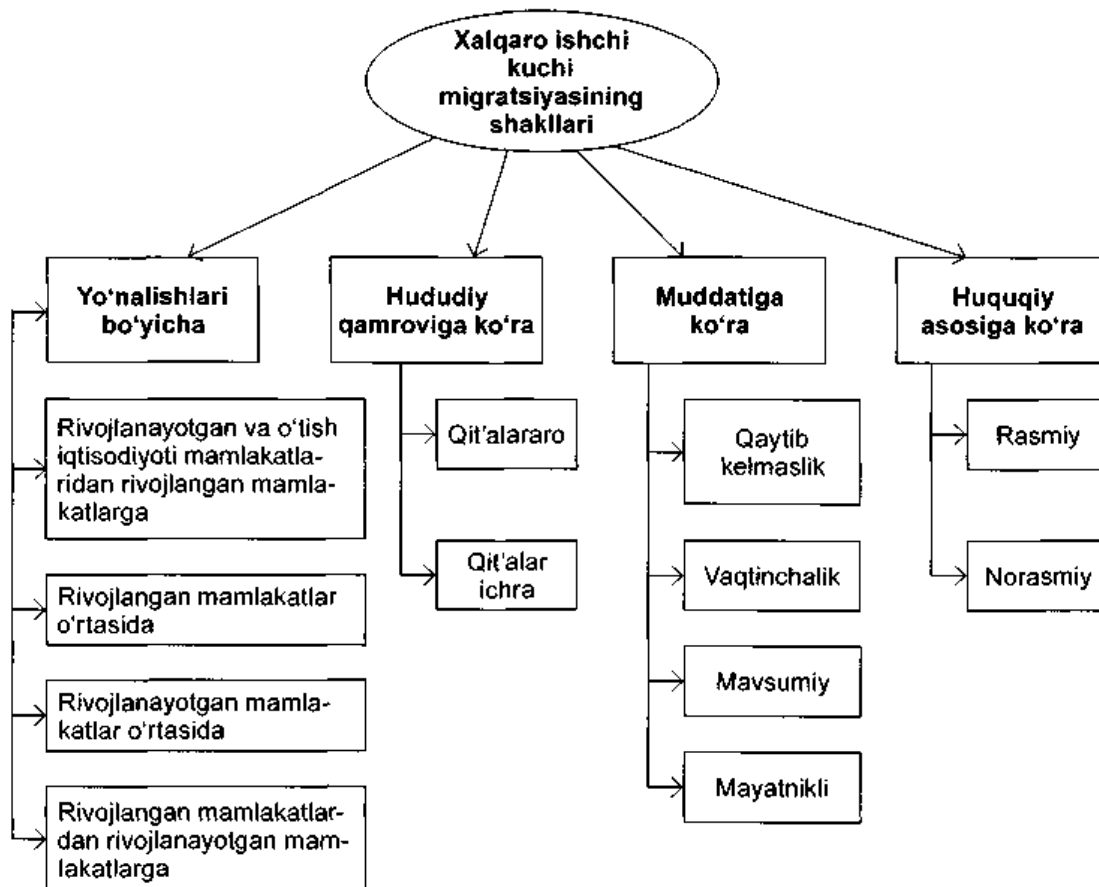 Xalqaro ishchi
kuchi
migratsiyasining
shakllari
Yo‘nalishlari
bo‘yicha
Rivojlanayotgan va o‘tish
iqtisodiyoti mamlakatla-
ridan rivojlangan mamla-
katlarga
Rivojlangan mamlakatlar
o‘rtasida
Rivojlanayotgan mamla-
katlar o‘rtasida
Rivojlangan mamlakatlar-
dan rivojlanayotgan mam-
lakatlarga
Hududiy
qamroviga ko‘ra
Qit’alararo
Qit’alar
ichra
Muddatiga
ko‘ra
Qaytib
kelmaslik
Vaqtinchalik
Mavsumiy
Mayatnikli
Huquqiy
asosiga ko‘ra
Rasmiy
Norasmiy